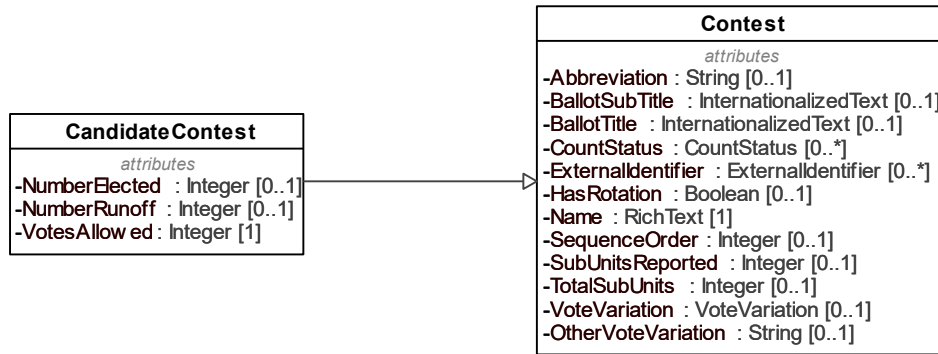 CandidateContest
attributes
-NumberElected : Integer [0..1]
-NumberRunoff : Integer [0..1]
-VotesAllowed : Integer [1]
Contest
attributes
-Abbreviation : String [0..1]
-BallotSubTitle : InternationalizedText [0..1]
-BallotTitle : InternationalizedText [0..1]
-CountStatus : CountStatus [0..*]
-ExternalIdentifier : ExternalIdentifier [0..*]
-HasRotation : Boolean [0..1]
-Name : RichText [1]
-SequenceOrder : Integer [0..1]
-SubUnitsReported : Integer [0..1]
-TotalSubUnits : Integer [0..1]
-VoteVariation : VoteVariation [0..1]
-OtherVoteVariation : String [0..1]